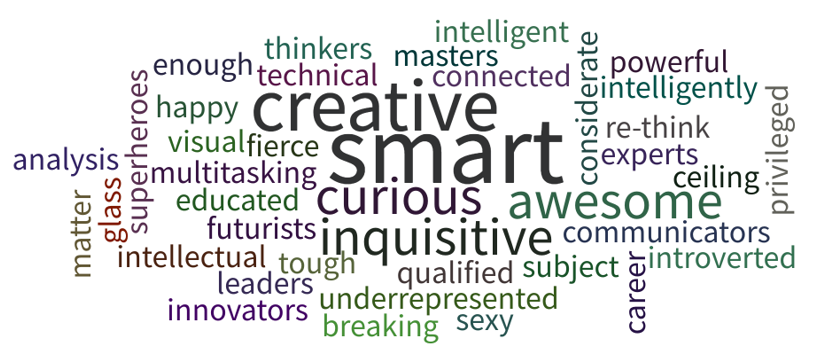 intelligent
thinkers
masters
considerate
enough
technical
connected
powerful
superheroes
happy
creative
intelligently
privileged
visual
fierce
smart
re-think
analysis
multitasking
experts
ceiling
matter
glass
educated
curious
awesome
futurists
inquisitive
communicators
intellectual
tough
qualified
subject
career
introverted
leaders
underrepresented
innovators
breaking
sexy